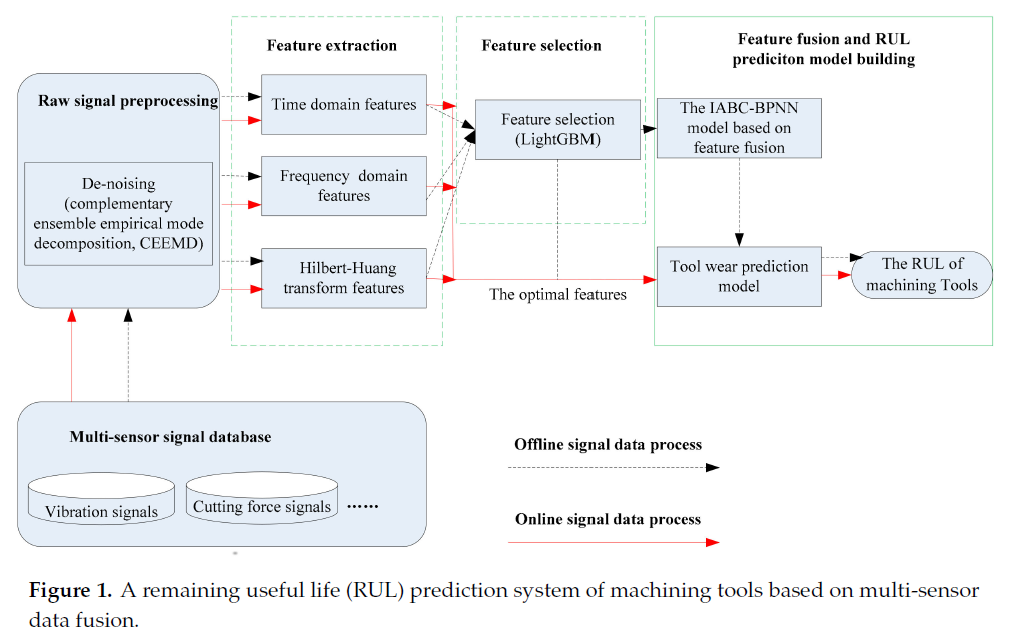 Feature extraction
Feature selection
Feature fusion and RUL
prediciton model building
Raw signal preprocessing
De-noising
(complementary
ensemble empirical mode
decomposition, CEEMD)
Time domain features
Frequency domain
features
Hilbert-Huang
transform features
Feature selection
(LightGBM)
The optimal features
The IABC-BPNN
model based on
feature fusion
Tool wear prediction
model
The RUL of
machining Tools
Multi-sensor signal database
Vibration signals
Cutting force signals
......
Offline signal data process
Online signal data process
Figure 1. A remaining useful life (RUL) prediction system of machining tools based on multi-sensor
data fusion.